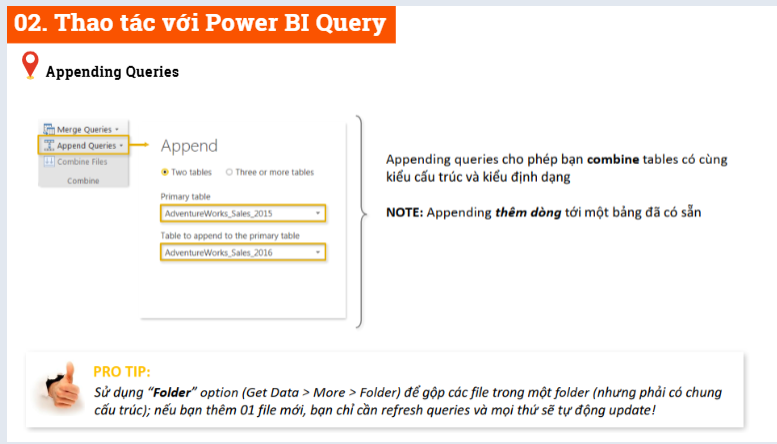 02. Thao tác với Power BI Query
Appending Queries
Merge Queries
Append Queries
Combine Files
Combine
Append
Two tables Three or more tables
Primary table
AdventureWorks_Sales_2015
Table to append to the primary table
AdventureWorks_Sales_2016
Appending queries cho phép bạn combine tables có cùng
kiểu cấu trúc và kiểu định dạng
NOTE: Appending thêm dòng tới một bảng đã có sẵn
PRO TIP:
Sử dụng “Folder” option (Get Data > More > Folder) để gộp các file trong một folder (nhưng phải có chung
cấu trúc); nếu bạn thêm 01 file mới, bạn chỉ cần refresh queries và mọi thứ sẽ tự động update!